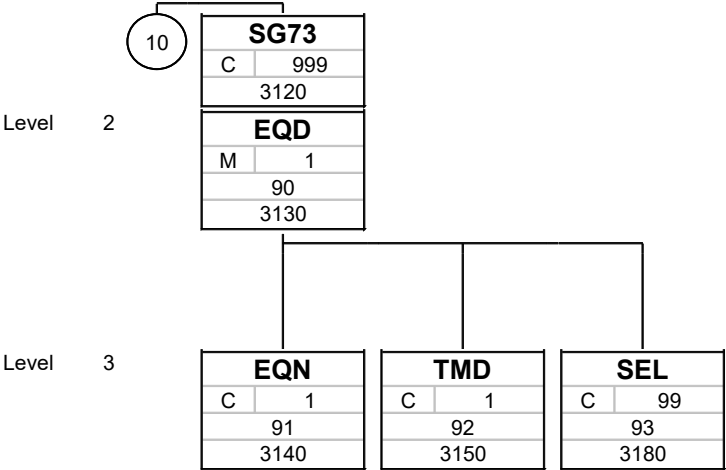 10
SG73
C 999
3120
Level 2
EQD
M 1
90
3130
Level 3
EQN
C 1
91
3140
TMD
C 1
92
3150
SEL
C 99
93
3180